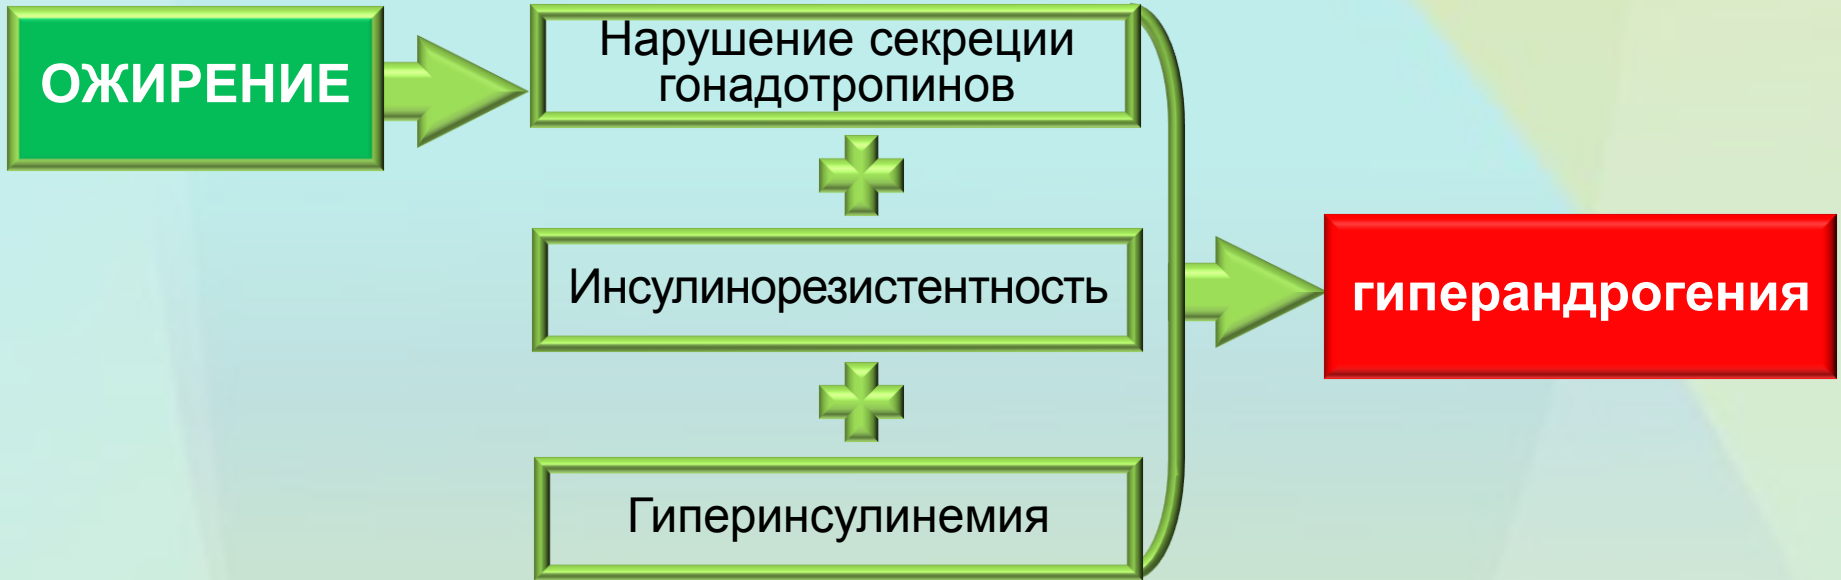 ОЖИРЕНИЕ
Нарушение секреции
гонадотропинов
Инсулинорезистентность
Гиперинсулинемия
гиперандрогения